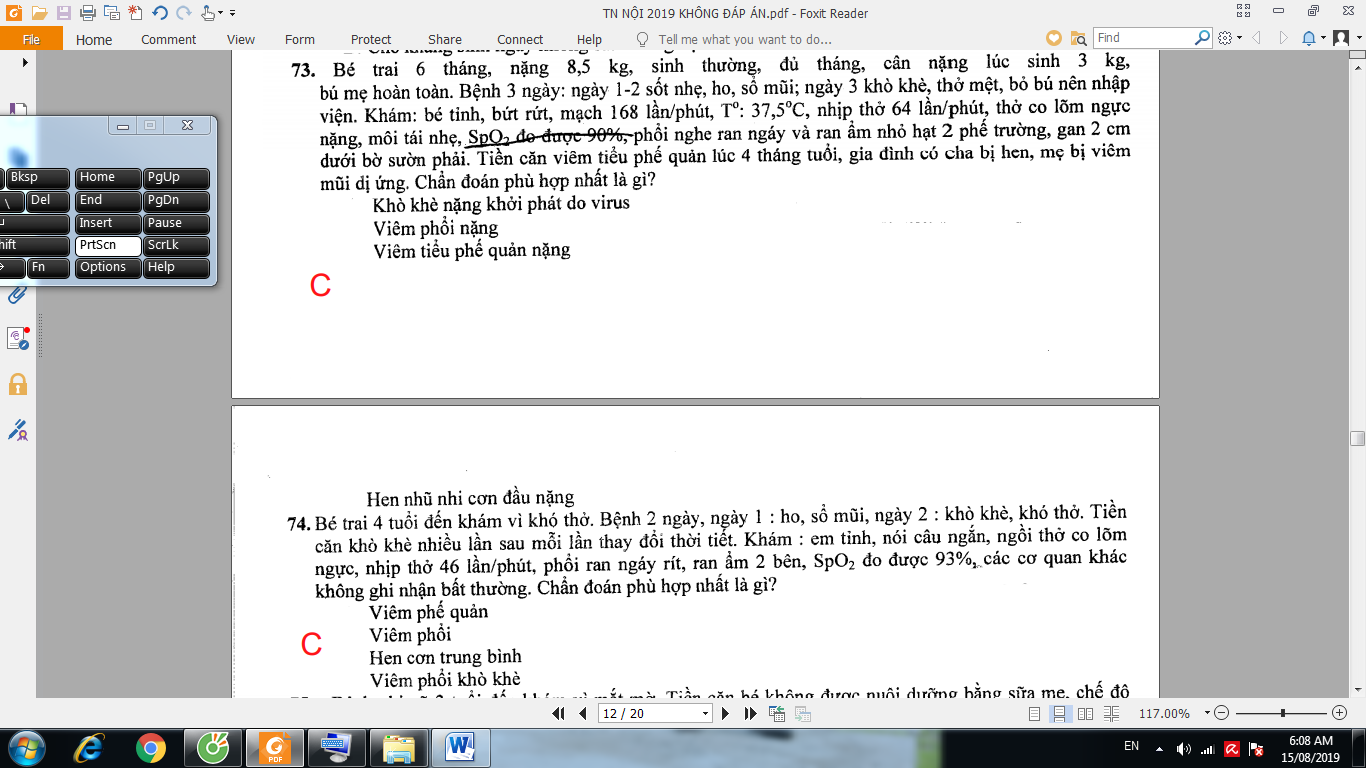 TN NỘI 2019 KHÔNG ĐÁP ÁN.pdf - Foxit Reader
File Home Comment View Form Protect Share Connect Help Tell me what you want to do... Find
73. Bé trai 6 tháng, nặng 8,5 kg, sinh thường, đủ tháng, cân nặng lúc sinh 3 kg,
bú mẹ hoàn toàn. Bệnh 3 ngày: ngày 1-2 sốt nhẹ, ho, sổ mũi; ngày 3 khò khè, thở mệt, bỏ bú nên nhập
viện. Khám: bé tỉnh, bứt rứt, mạch 168 lần/phút, Tº: 37,5ºC, nhịp thở 64 lần/phút, thở co lõm ngực
nặng, môi tái nhẹ, SpO₂ đo được 90%, phổi nghe ran ngáy và ran ẩm nhỏ hạt 2 phế trường, gan 2 cm
dưới bờ sườn phải. Tiền căn viêm tiểu phế quản lúc 4 tháng tuổi, gia đình có cha bị hen, mẹ bị viêm
mũi dị ứng. Chẩn đoán phù hợp nhất là gì?
Khò khè nặng khởi phát do virus
Viêm phổi nặng
Viêm tiểu phế quản nặng
C
Bksp Home PgUp
\ Del End PgDn
Insert Pause
hift PrtScn ScrLk
Fn Options Help
Hen nhũ nhi cơn đầu nặng
74. Bé trai 4 tuổi đến khám vì khó thở. Bệnh 2 ngày, ngày 1 : ho, sổ mũi, ngày 2 : khò khè, khó thở. Tiền
căn khò khè nhiều lần sau mỗi lần thay đổi thời tiết. Khám : em tỉnh, nói câu ngắn, ngồi thở co lõm
ngực, nhịp thở 46 lần/phút, phổi ran ngáy rít, ran ẩm 2 bên, SpO₂ đo được 93%, các cơ quan khác
không ghi nhận bất thường. Chẩn đoán phù hợp nhất là gì?
Viêm phế quản
Viêm phổi
C
Hen cơn trung bình
Viêm phổi khò khè
12 / 20
117.00%
PDF
EN
6:08 AM
15/08/2019